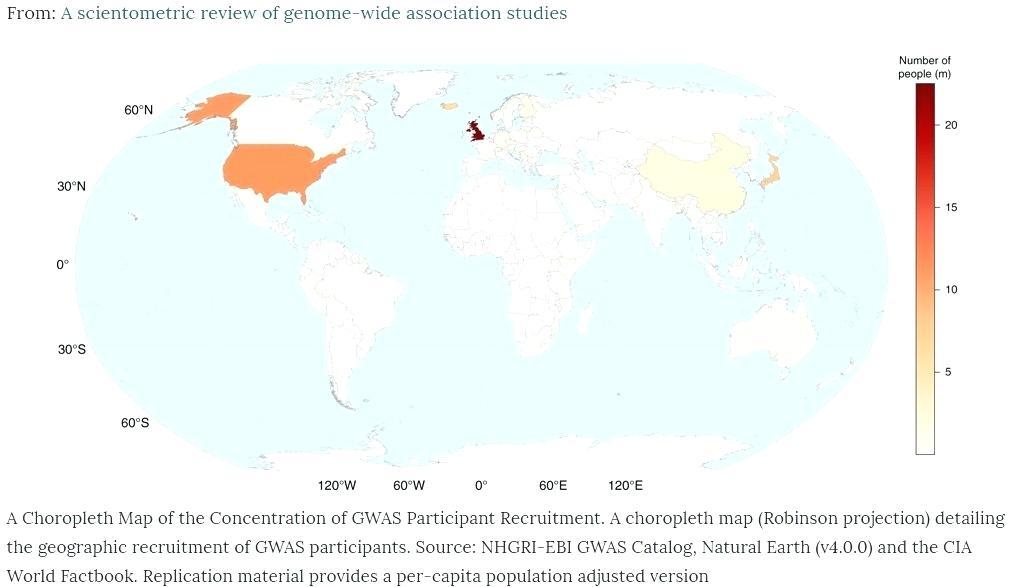 From: A scientometric review of genome-wide association studies
Number of
people (m)
60°N
20
30°N
15
0°
10
30°S
5
60°S
120°W 60°W 0° 60°E 120°E
A Choropleth Map of the Concentration of GWAS Participant Recruitment. A choropleth map (Robinson projection) detailing
the geographic recruitment of GWAS participants. Source: NHGRI-EBI GWAS Catalog, Natural Earth (v4.0.0) and the CIA
World Factbook. Replication material provides a per-capita population adjusted version